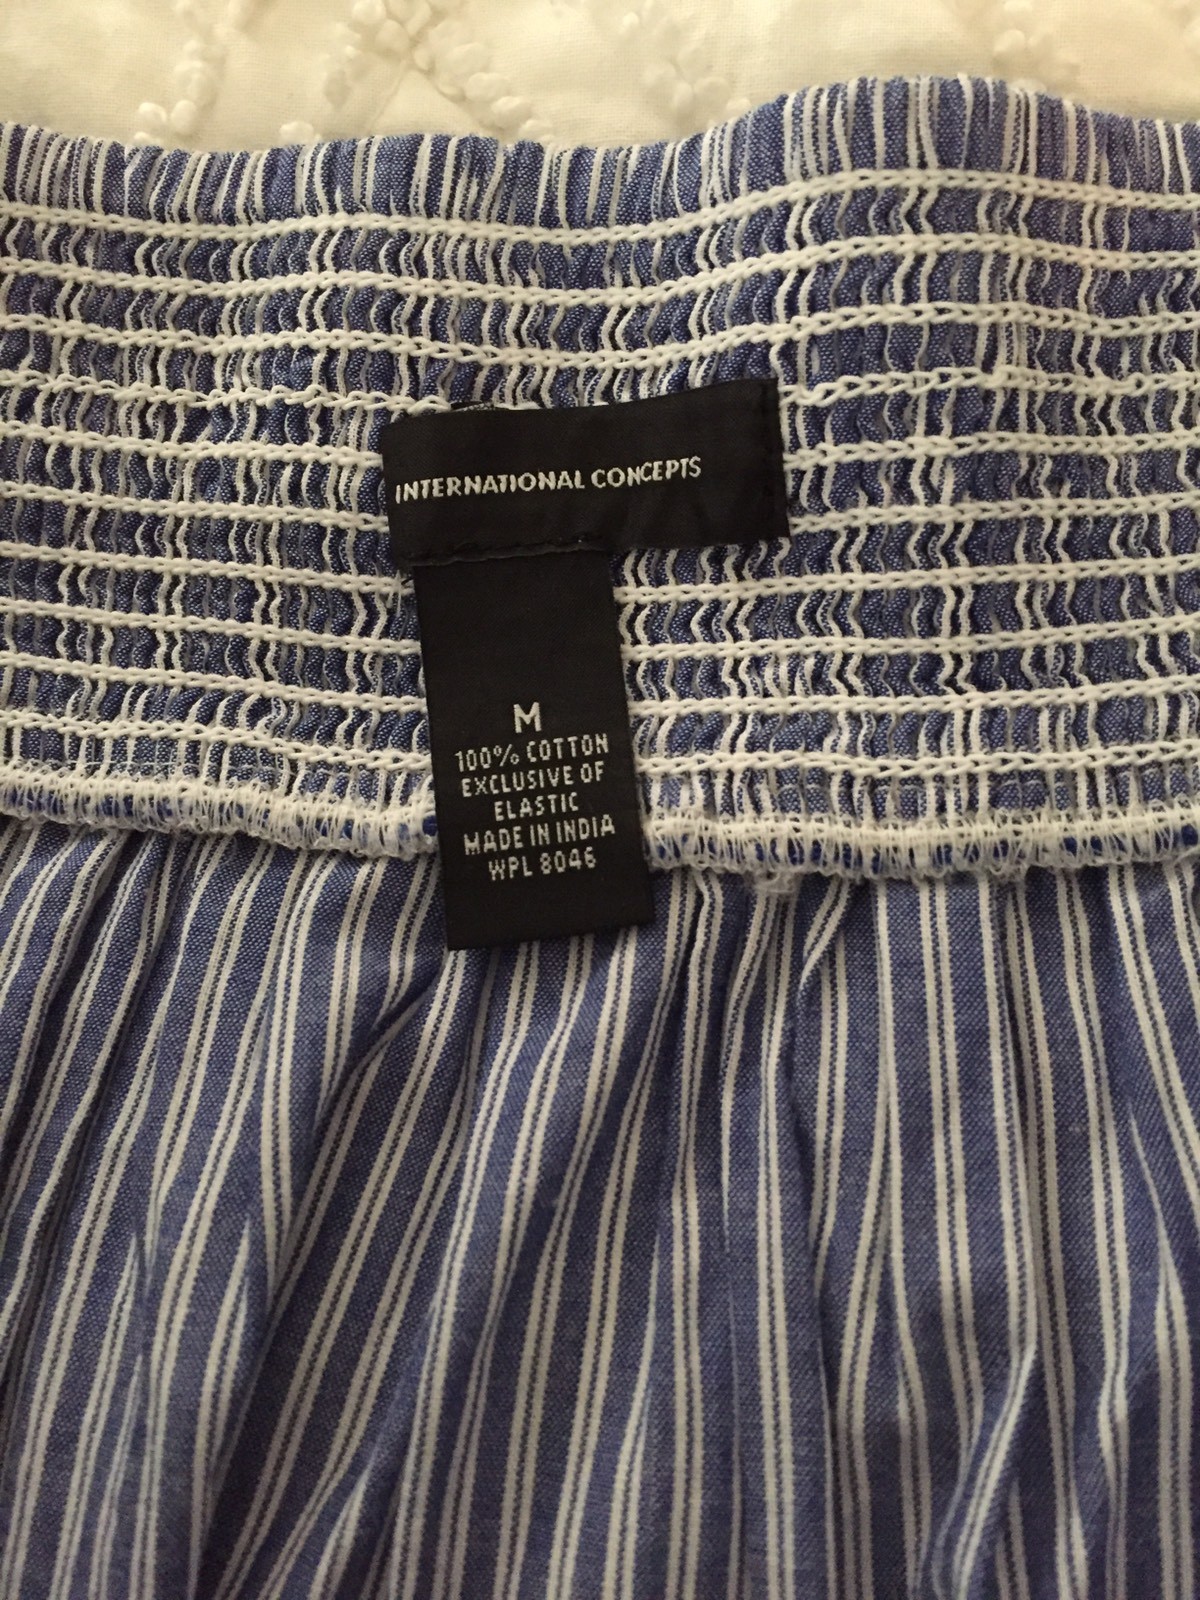 INTERNATIONAL CONCEPTS
M
100% COTTON
EXCLUSIVE OF
ELASTIC
MADE IN INDIA
WPL 8046